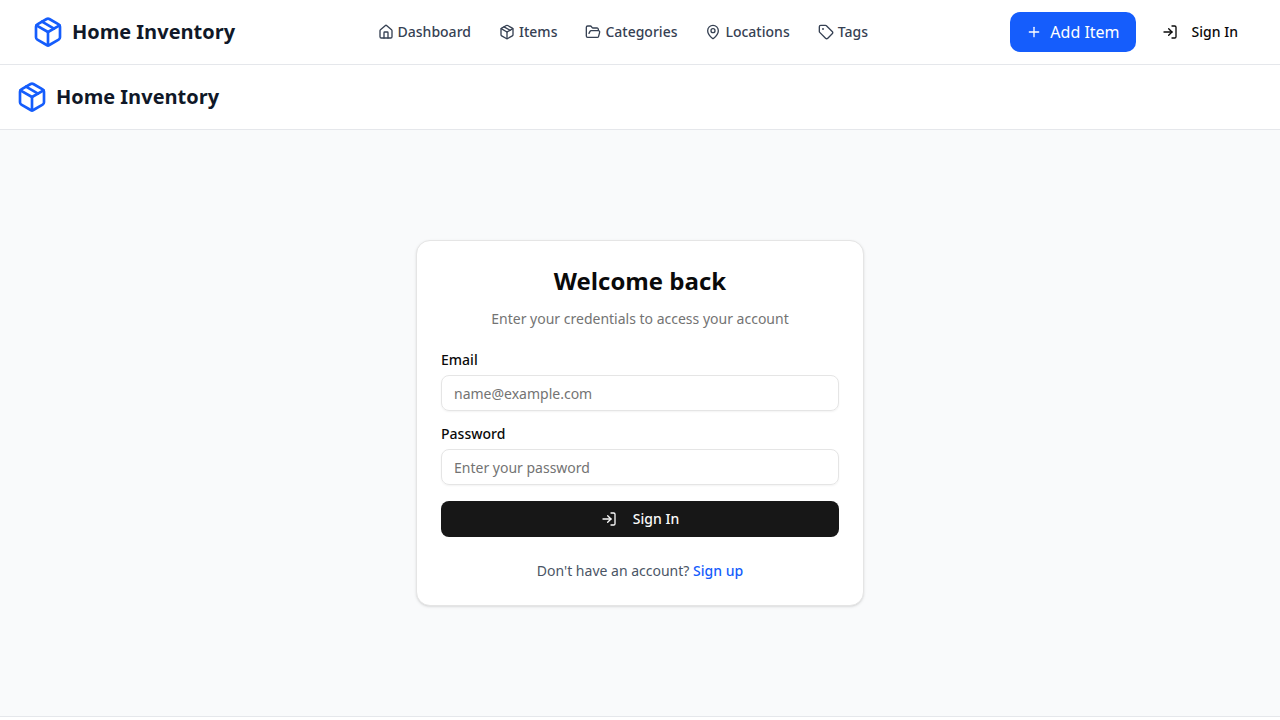 Home Inventory Dashboard Items Categories Locations Tags Add Item Sign In
Home Inventory
Welcome back
Enter your credentials to access your account
Email
name@example.com
Password
Enter your password
Sign In
Don't have an account? Sign up